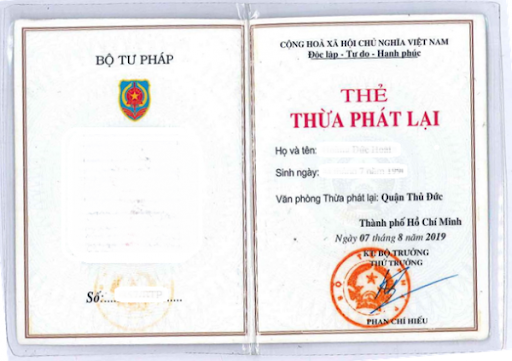 BỘ TƯ PHÁP
Số:....
CỘNG HOÀ XÃ HỘI CHỦ NGHĨA VIỆT NAM
Độc lập - Tự do - Hạnh phúc
THẺ
THỪA PHÁT LẠI
Họ và tên:
Sinh ngày:
Văn phòng Thừa phát lại: Quận Thủ Đức
Thành phố Hồ Chí Minh
Ngày 07 tháng 8 năm 2019
KT. BỘ TRƯỞNG
THỨ TRƯỞNG
PHAN CHÍ HIẾU